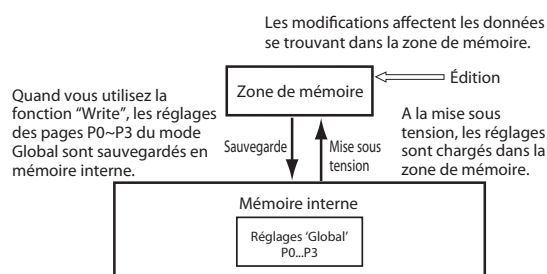 Les modifications affectent les données
se trouvant dans la zone de mémoire.
Zone de mémoire
Édition
Quand vous utilisez la
fonction “Write”, les réglages
des pages P0~P3 du mode
Global sont sauvegardés en
mémoire interne.
Sauvegarde
Mise sous
tension
A la mise sous
tension, les réglages
sont chargés dans la
zone de mémoire.
Mémoire interne
Réglages ‘Global’
P0...P3